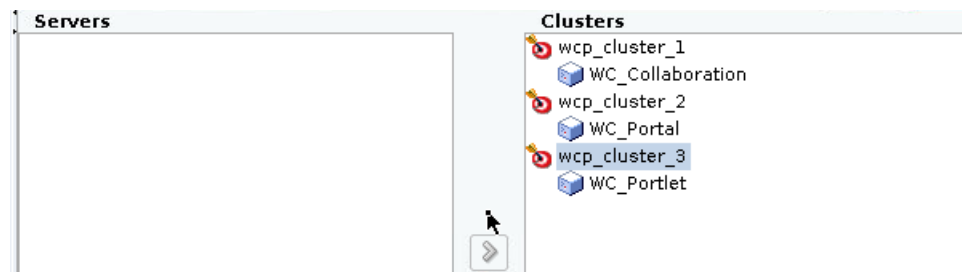 Servers
Clusters
wcp_cluster_1
WC_Collaboration
wcp_cluster_2
WC_Portal
wcp_cluster_3
WC_Portlet